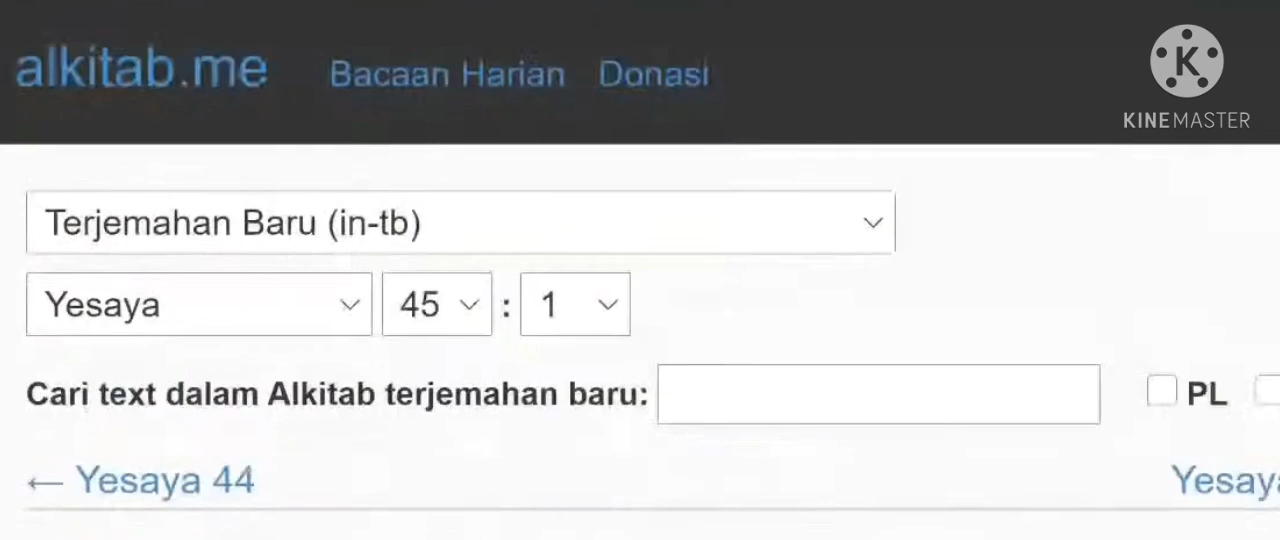 alkitab.me Bacaan Harian Donasi
KINEMASTER
Terjemahan Baru (in-tb)
Yesaya 45 : 1
Cari text dalam Alkitab terjemahan baru: PL
← Yesaya 44